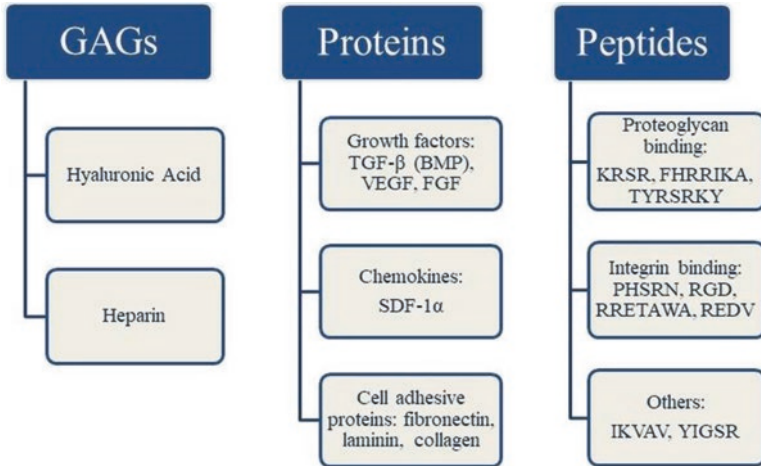 GAGs
Hyaluronic Acid
Heparin
Proteins
Growth factors:
TGF-β (BMP),
VEGF, FGF
Chemokines:
SDF-1α
Cell adhesive
proteins: fibronectin,
laminin, collagen
Peptides
Proteoglycan
binding:
KRSR, FHRRIKA,
TYRSRKY
Integrin binding:
PHSRN, RGD,
RRETAWA, REDV
Others:
IKVAV, YIGSR